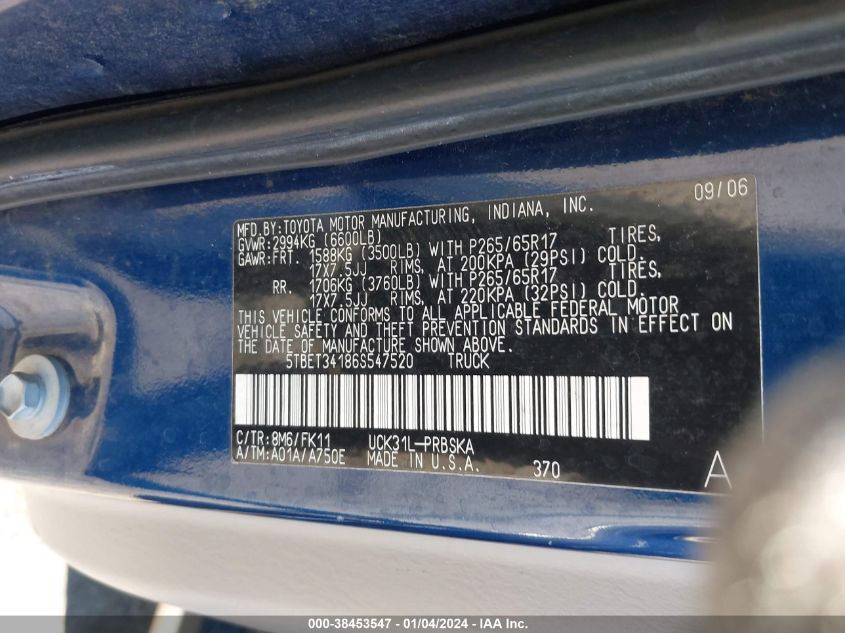 09/06
MFD.BY:TOYOTA MOTOR MANUFACTURING, INDIANA, INC.
GVWR:2994KG (6600LB)
GAWR:FRT. 1588KG (3500LB) WITH P265/65R17 TIRES,
17X7.5JJ RIMS, AT 200KPA (29PSI) COLD.
RR. 1706KG (3760LB) WITH P265/65R17 TIRES,
17X7.5JJ RIMS, AT 220KPA (32PSI) COLD.
THIS VEHICLE CONFORMS TO ALL APPLICABLE FEDERAL MOTOR
VEHICLE SAFETY AND THEFT PREVENTION STANDARDS IN EFFECT ON
THE DATE OF MANUFACTURE SHOWN ABOVE.
5TBET34186S547520 TRUCK
C/TR:8M6/FK11 UCK31L-PRBSKA
A/TM:A01A/A750E MADE IN U.S.A. 370 A
000-38453547 - 01/04/2024 - IAA Inc.